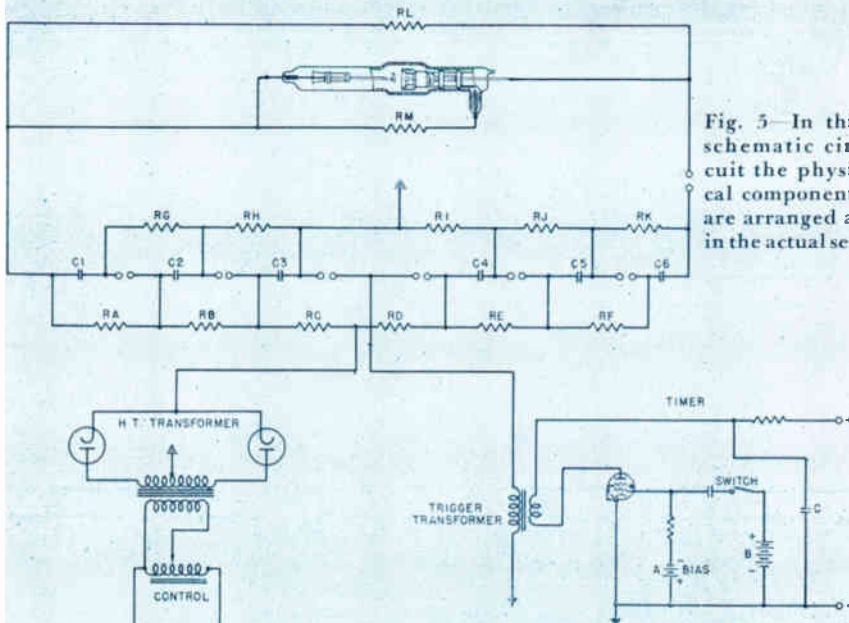 RL
RM
Fig. 5—In
schematic cir
cuit the physi
cal component
are arranged
in the actual
RG RH RI RJ RK
C1 C2 C3 C4 C5 C6
RA RB RC RD RE RF
H T. TRANSFORMER
TIMER
TRIGGER
TRANSFORMER
SWITCH
C
+
B
-
A
-
BIAS
+
CONTROL